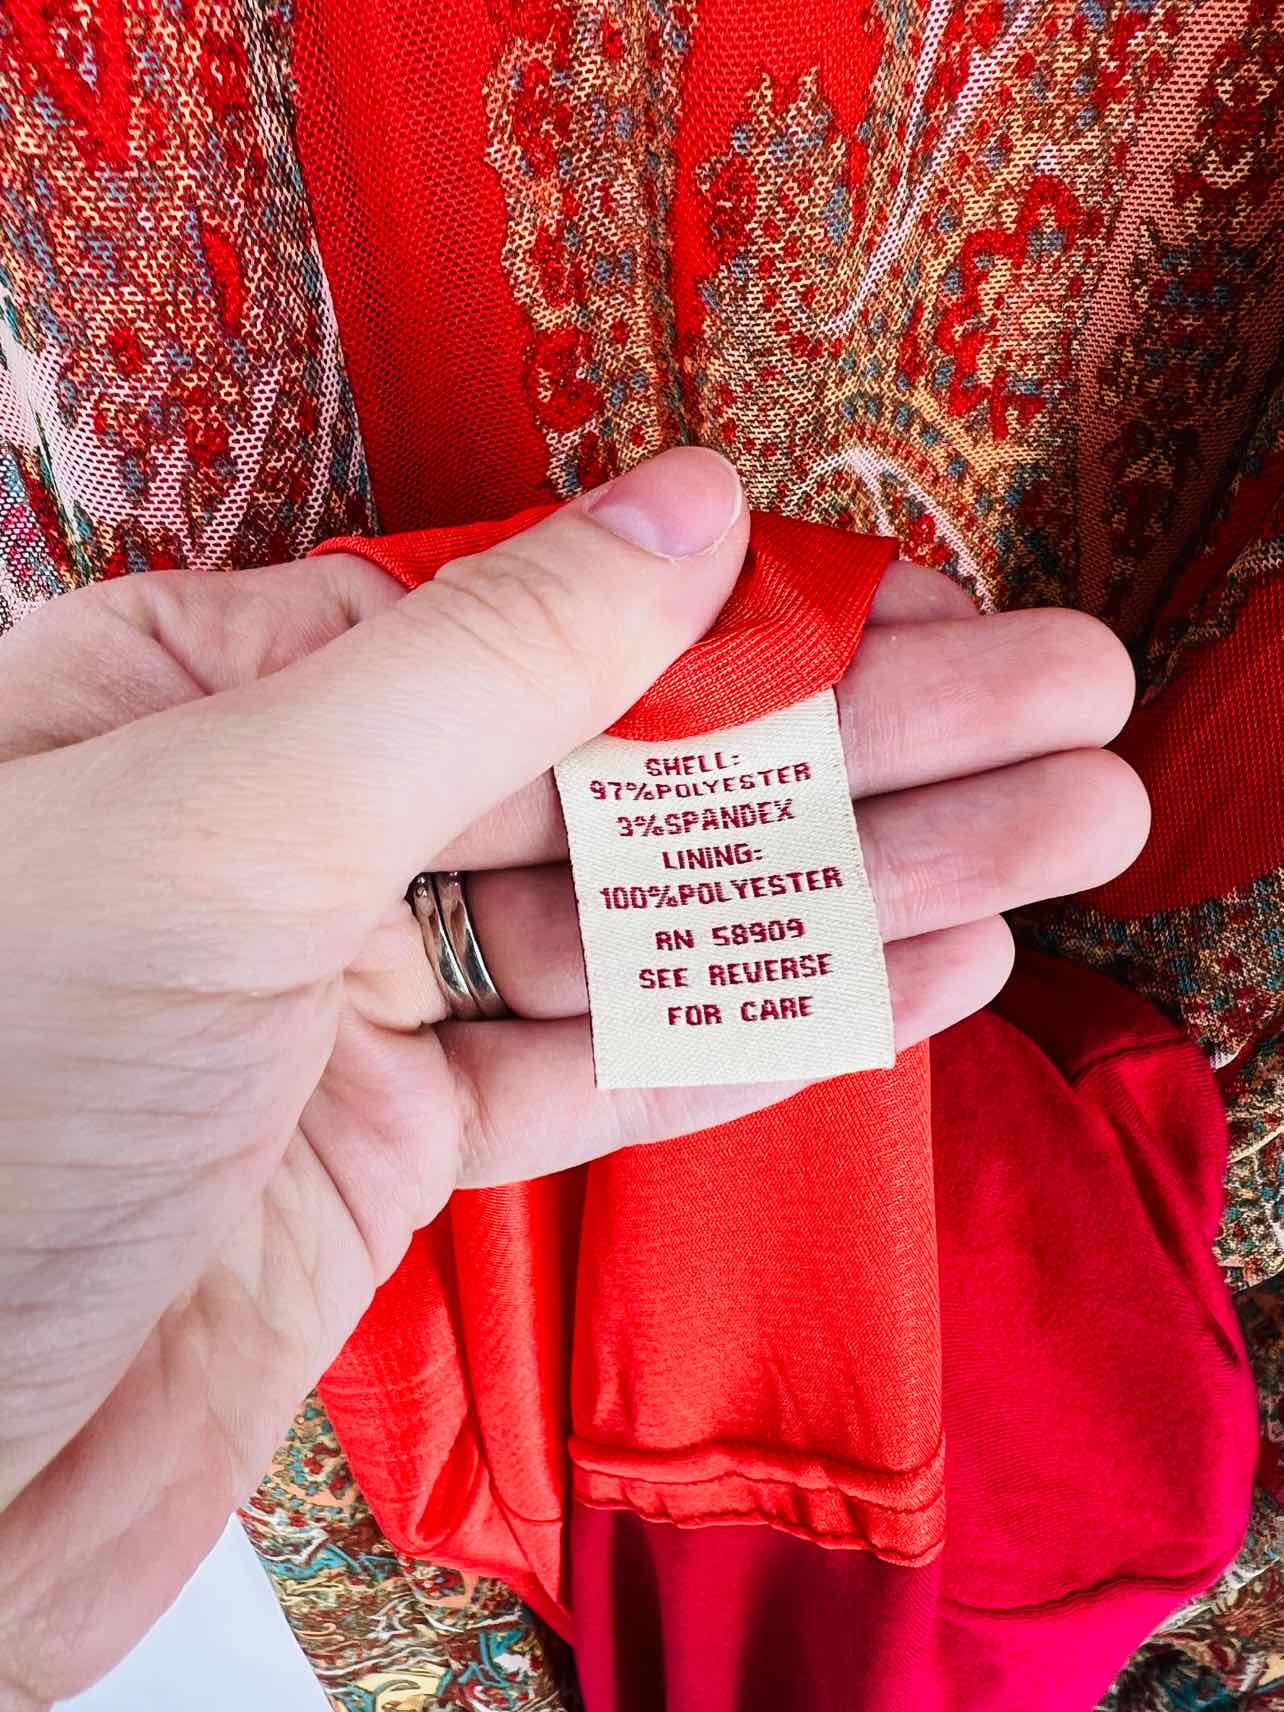 SHELL:
97%POLYESTER
3%SPANDEX
LINING:
100%POLYESTER
RN 58909
SEE REVERSE
FOR CARE